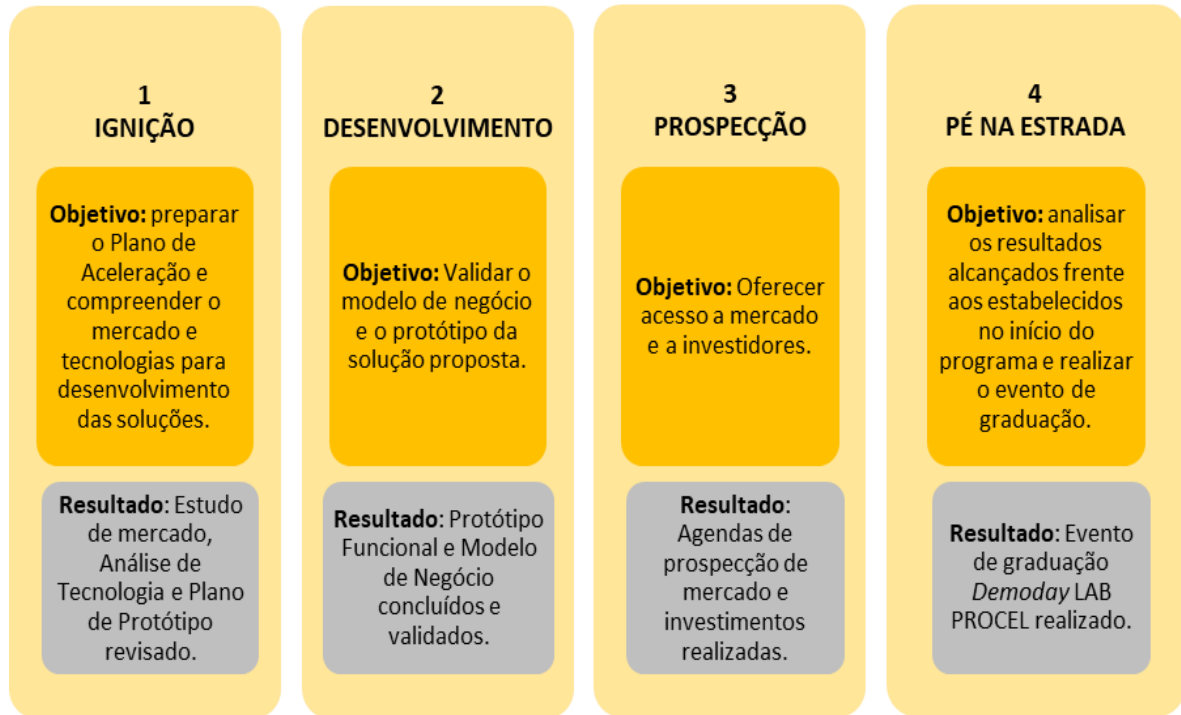 1
IGNIÇÃO
Objetivo: preparar
o Plano de
Aceleração e
compreender o
mercado e
tecnologias para
desenvolvimento
das soluções.
Resultado: Estudo
de mercado,
Análise de
Tecnologia e Plano
de Protótipo
revisado.
2
DESENVOLVIMENTO
Objetivo: Validar o
modelo de negócio
e o protótipo da
solução proposta.
Resultado: Protótipo
Funcional e Modelo
de Negócio
concluídos e
validados.
3
PROSPECÇÃO
Objetivo: Oferecer
acesso a mercado
e a investidores.
Resultado:
Agendas de
prospecção de
mercado e
investimentos
realizadas.
4
PÉ NA ESTRADA
Objetivo: analisar
os resultados
alcançados frente
aos estabelecidos
no início do
programa e realizar
o evento de
graduação.
Resultado: Evento
de graduação
Demoday LAB
PROCEL realizado.